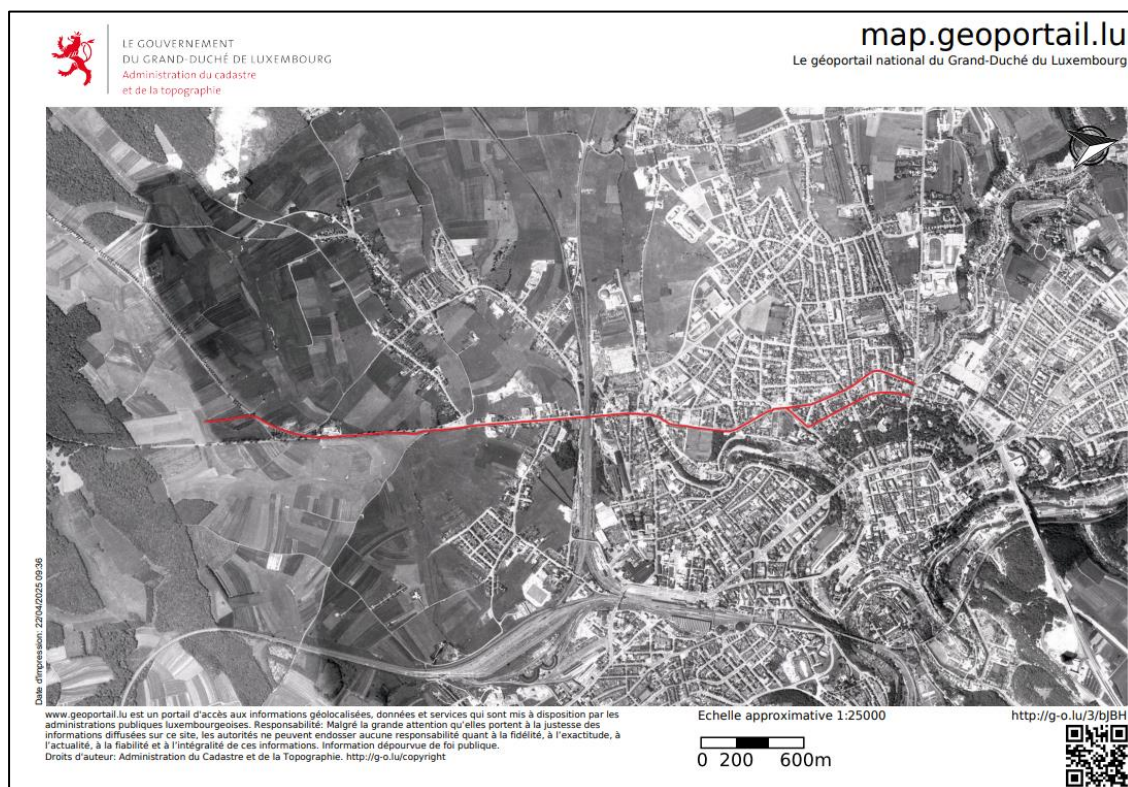 LE GOUVERNEMENT
DU GRAND-DUCHÉ DE LUXEMBOURG
Administration du cadastre
et de la topographie
map.geoportail.lu
Le géoportail national du Grand-Duché du Luxembourg
Date d'impression: 22/04/2025 09:36
www.geoportail.lu est un portail d'accès aux informations géolocalisées, données et services qui sont mis à disposition par les
administrations publiques luxembourgeoises. Responsabilité: Malgré la grande attention qu'elles portent à la justesse des
informations diffusées sur ce site, les autorités ne peuvent endosser aucune responsabilité quant à la fidélité, à l'exactitude, à
l'actualité, à la fiabilité et à l'intégralité de ces informations. Information dépourvue de foi publique.
Droits d'auteur: Administration du Cadastre et de la Topographie. http://g-o.lu/copyright
Echelle approximative 1:25000
0 200 600m
http://g-o.lu/3/bJBH